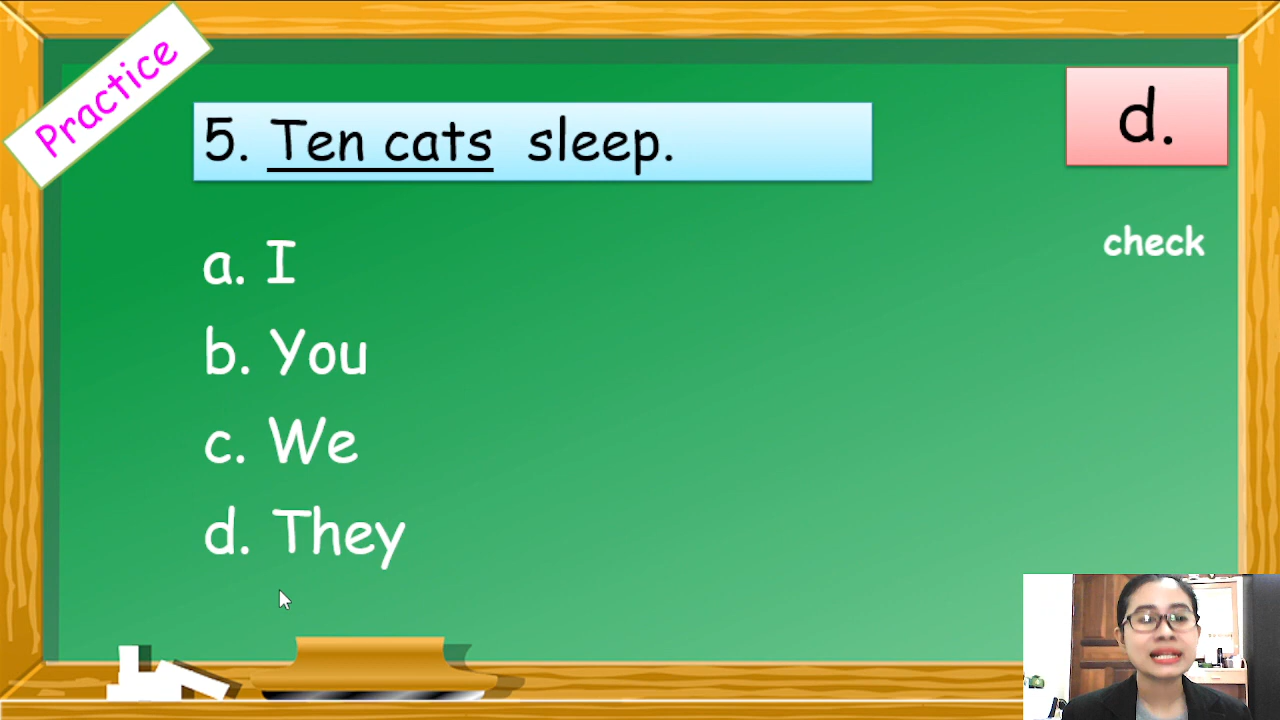 Practice
5. Ten cats sleep.
d.
check
a. I
b. You
c. We
d. They